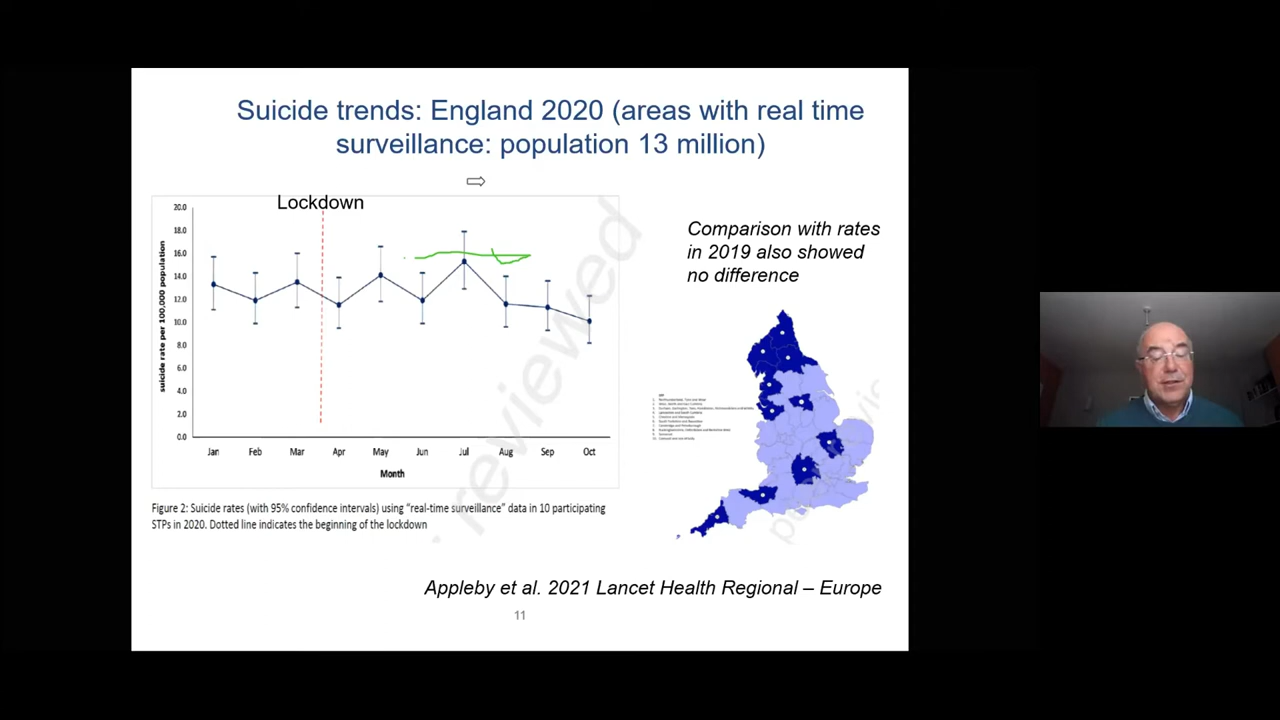 Suicide trends: England 2020 (areas with real time
surveillance: population 13 million)
Lockdown
20.0
18.0
16.0
14.0
12.0
10.0
8.0
6.0
4.0
2.0
0.0
suicide rate per 100,000 population
Jan Feb Mar Apr May Jun Jul Aug Sep Oct
Month
Figure 2: Suicide rates (with 95% confidence intervals) using “real-time surveillance” data in 10 participating
STPs in 2020. Dotted line indicates the beginning of the lockdown
Comparison with rates
in 2019 also showed
no difference
reviewed
Appleby et al. 2021 Lancet Health Regional – Europe
11